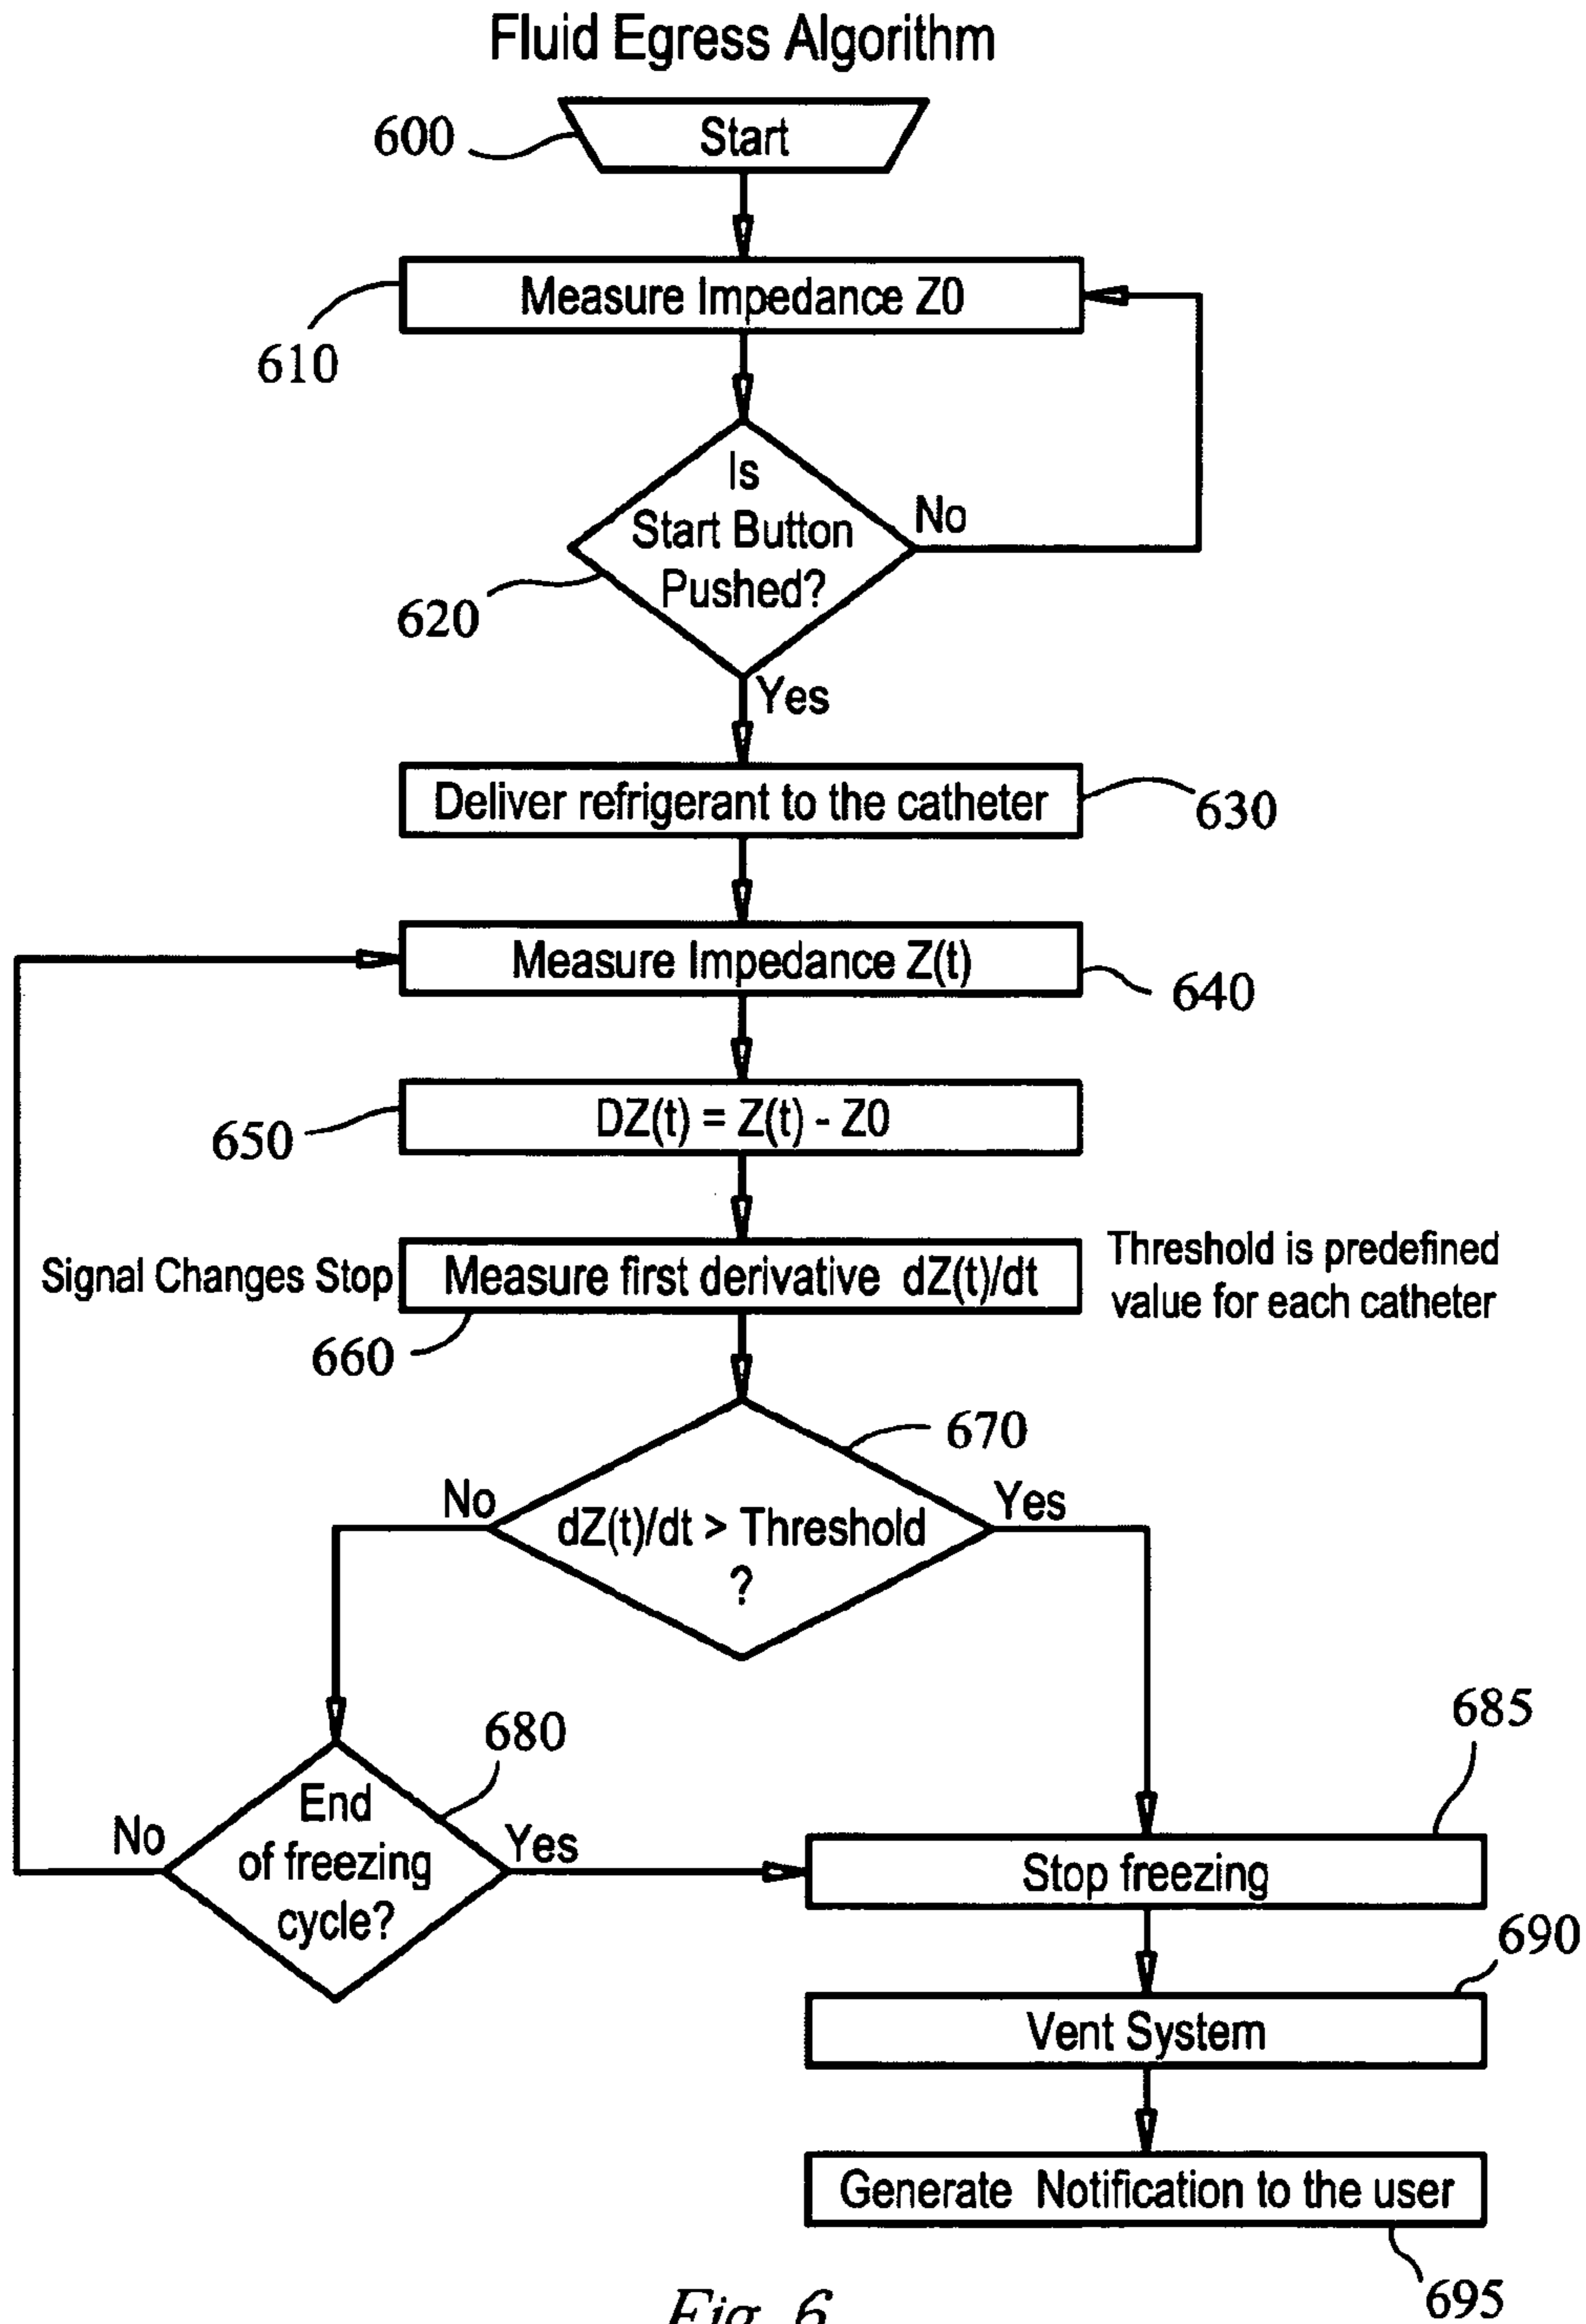 Fluid Egress Algorithm
600
Start
Measure Impedance Z0
610
Is
Start Button
Pushed?
No
620
Yes
Deliver refrigerant to the catheter
630
Measure Impedance Z(t)
640
DZ(t) = Z(t) - Z0
650
Signal Changes Stop
Measure first derivative dZ(t)/dt
Threshold is predefined
value for each catheter
660
670
No
Yes
dZ(t)/dt > Threshold
?
685
680
End
of freezing
cycle?
No
Yes
Stop freezing
690
Vent System
Generate Notification to the user
695
Fig. 6